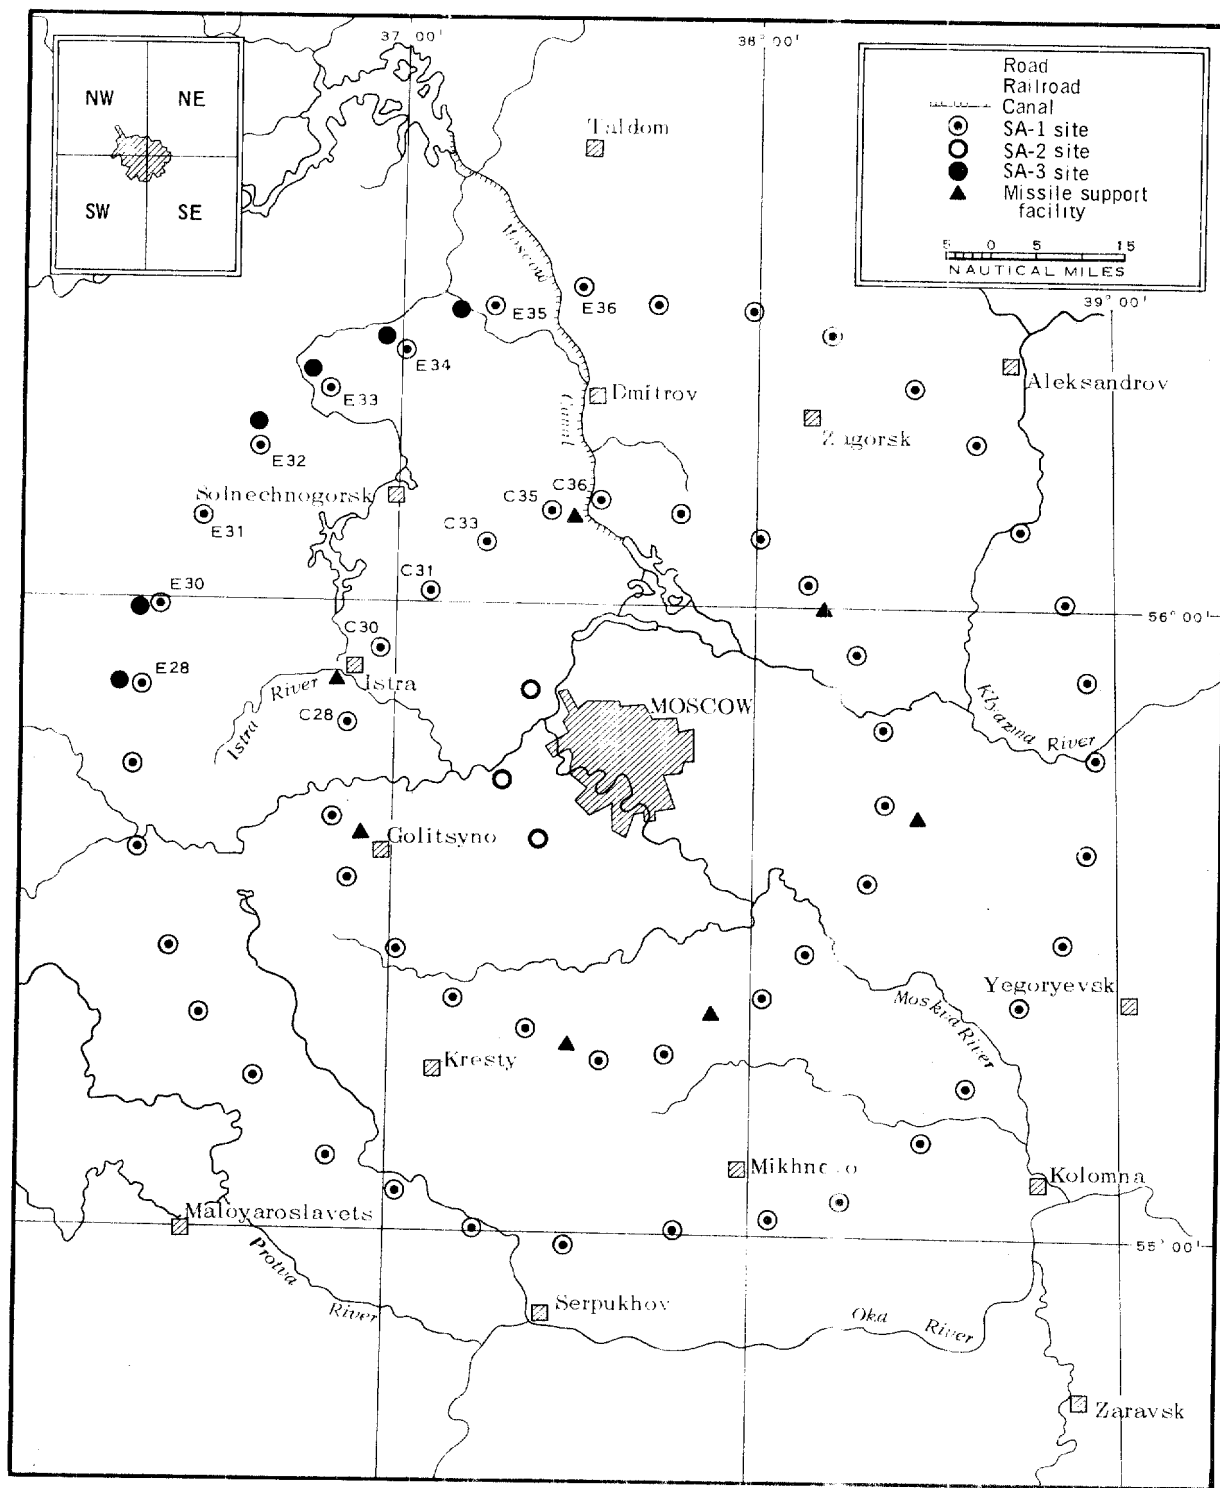 37° 00'
38° 00'
NW
NE
SW
SE
Road
Railroad
Canal
SA-1 site
SA-2 site
SA-3 site
Missile support
facility
5 0 5 15
NAUTICAL MILES
39° 00'
Taldom
Moscow
Canal
E35
E36
E34
E33
E32
E31
E30
E28
Dmitrov
Aleksandrov
Zagorsk
Solnechnogorsk
C36
C35
C33
C31
C30
C28
56° 00'
Istra
Istra River
MOSCOW
Klyazma River
Golitsyno
Yegoryevsk
Moskva River
Kresty
Kolomna
Maloyaroslavets
55° 00'
Protva River
Serpukhov
Oka River
Zaravsk